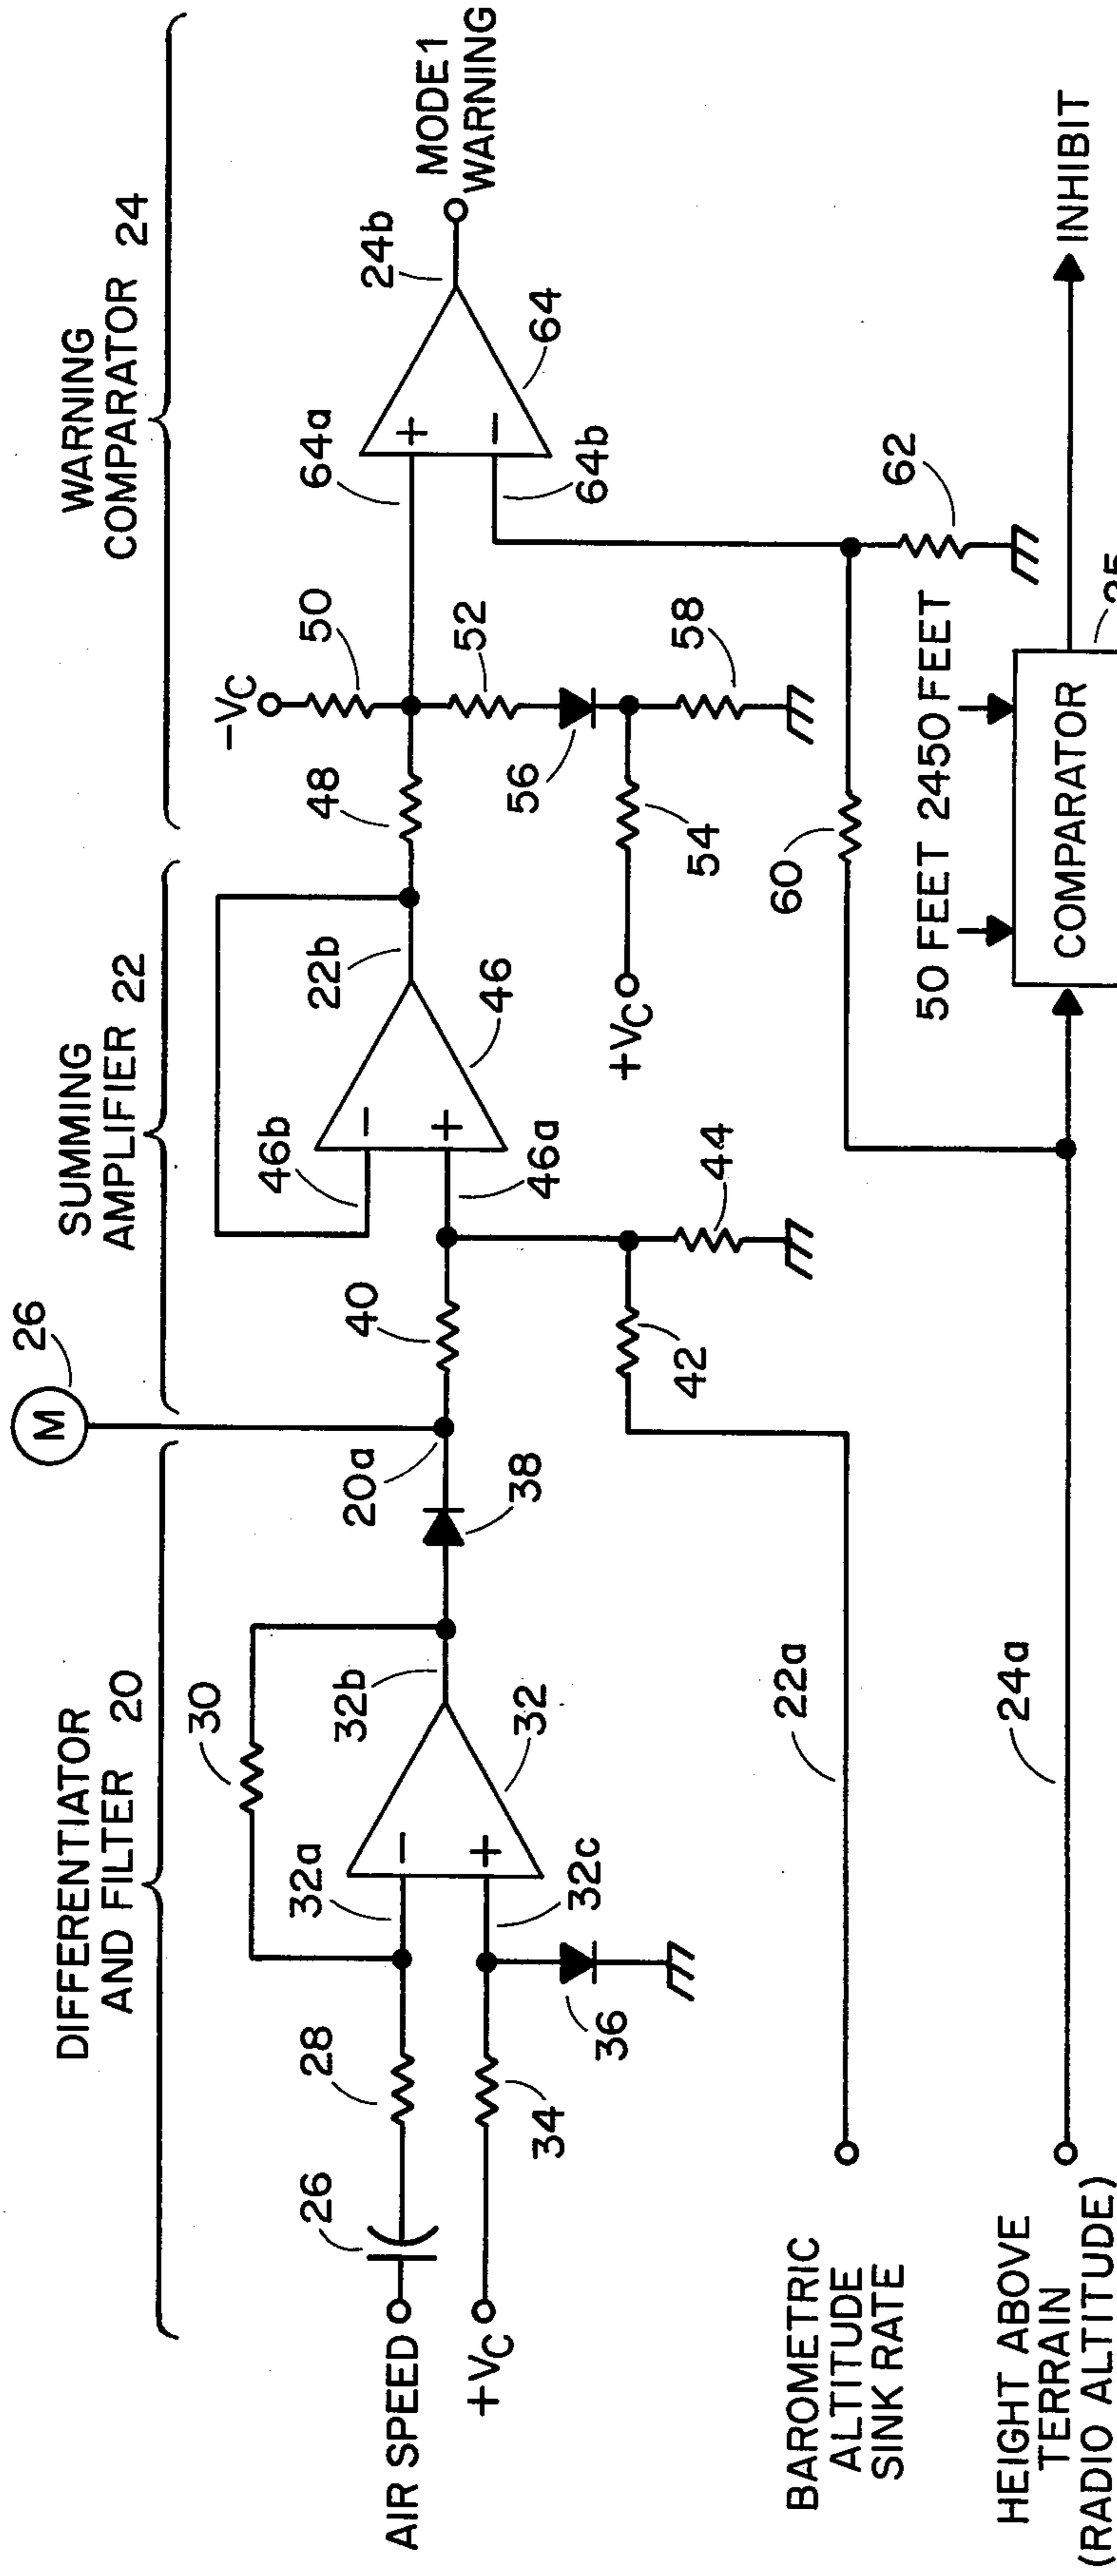 DIFFERENTIATOR
AND FILTER 20
SUMMING
AMPLIFIER 22
WARNING
COMPARATOR 24
26
M
30
32b
20a
38
40
46b
46a
22b
46
48
-VC
50
52
56
54
+VC
58
64a
+
-
64b
64
24b
MODE1
WARNING
AIR SPEED
26
28
32a
-
+
32c
32
+VC
34
36
-
+
42
44
60
62
BAROMETRIC
ALTITUDE
SINK RATE
22a
HEIGHT ABOVE
TERRAIN
(RADIO ALTITUDE)
24a
50 FEET 2450 FEET
COMPARATOR
INHIBIT